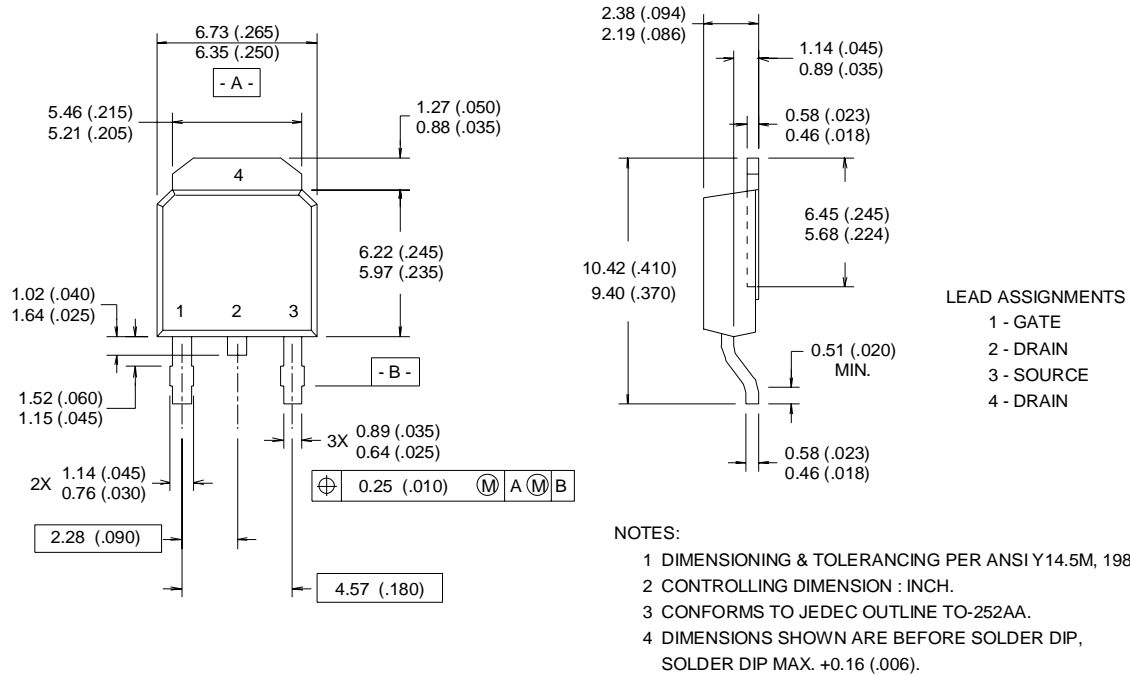 6.73 (.265)
6.35 (.250)
- A -
5.46 (.215)
5.21 (.205)
1.27 (.050)
0.88 (.035)
4
6.22 (.245)
5.97 (.235)
1.02 (.040)
1.64 (.025)
1 2 3
1.52 (.060)
1.15 (.045)
- B -
2X 1.14 (.045)
0.76 (.030)
3X 0.89 (.035)
0.64 (.025)
⌖ 0.25 (.010) Ⓜ A Ⓜ B
2.28 (.090)
4.57 (.180)
2.38 (.094)
2.19 (.086)
1.14 (.045)
0.89 (.035)
0.58 (.023)
0.46 (.018)
6.45 (.245)
5.68 (.224)
10.42 (.410)
9.40 (.370)
0.51 (.020)
MIN.
0.58 (.023)
0.46 (.018)
LEAD ASSIGNMENTS
1 - GATE
2 - DRAIN
3 - SOURCE
4 - DRAIN
NOTES:
1 DIMENSIONING & TOLERANCING PER ANSI Y14.5M, 198
2 CONTROLLING DIMENSION : INCH.
3 CONFORMS TO JEDEC OUTLINE TO-252AA.
4 DIMENSIONS SHOWN ARE BEFORE SOLDER DIP,
SOLDER DIP MAX. +0.16 (.006).